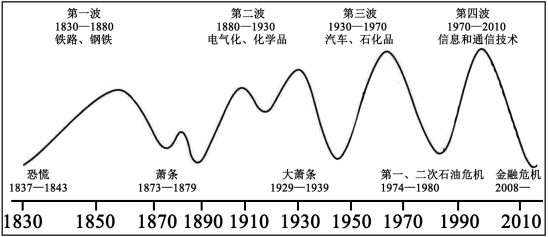 第一波
1830—1880
铁路、钢铁
第二波
1880—1930
电气化、化学品
第三波
1930—1970
汽车、石化品
第四波
1970—2010
信息和通信技术
恐慌
1837—1843
萧条
1873—1879
大萧条
1929—1939
第一、二次石油危机
1974—1980
金融危机
2008—
1830 1850 1870 1890 1910 1930 1950 1970 1990 2010